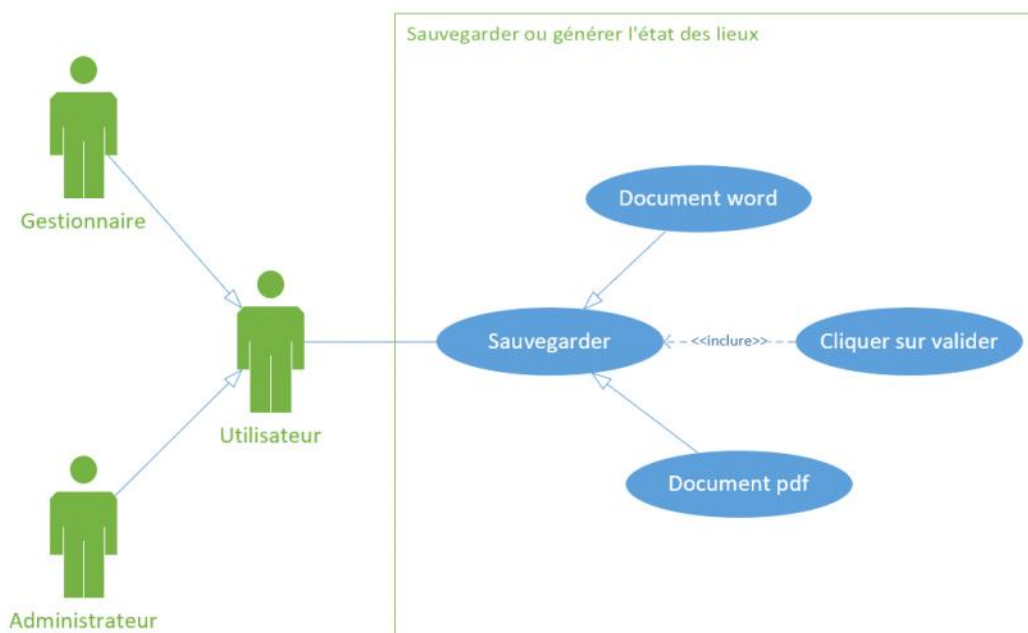 Sauvegarder ou générer l'état des lieux
Gestionnaire
Document word
Sauvegarder
<<inclure>>
Cliquer sur valider
Utilisateur
Document pdf
Administrateur